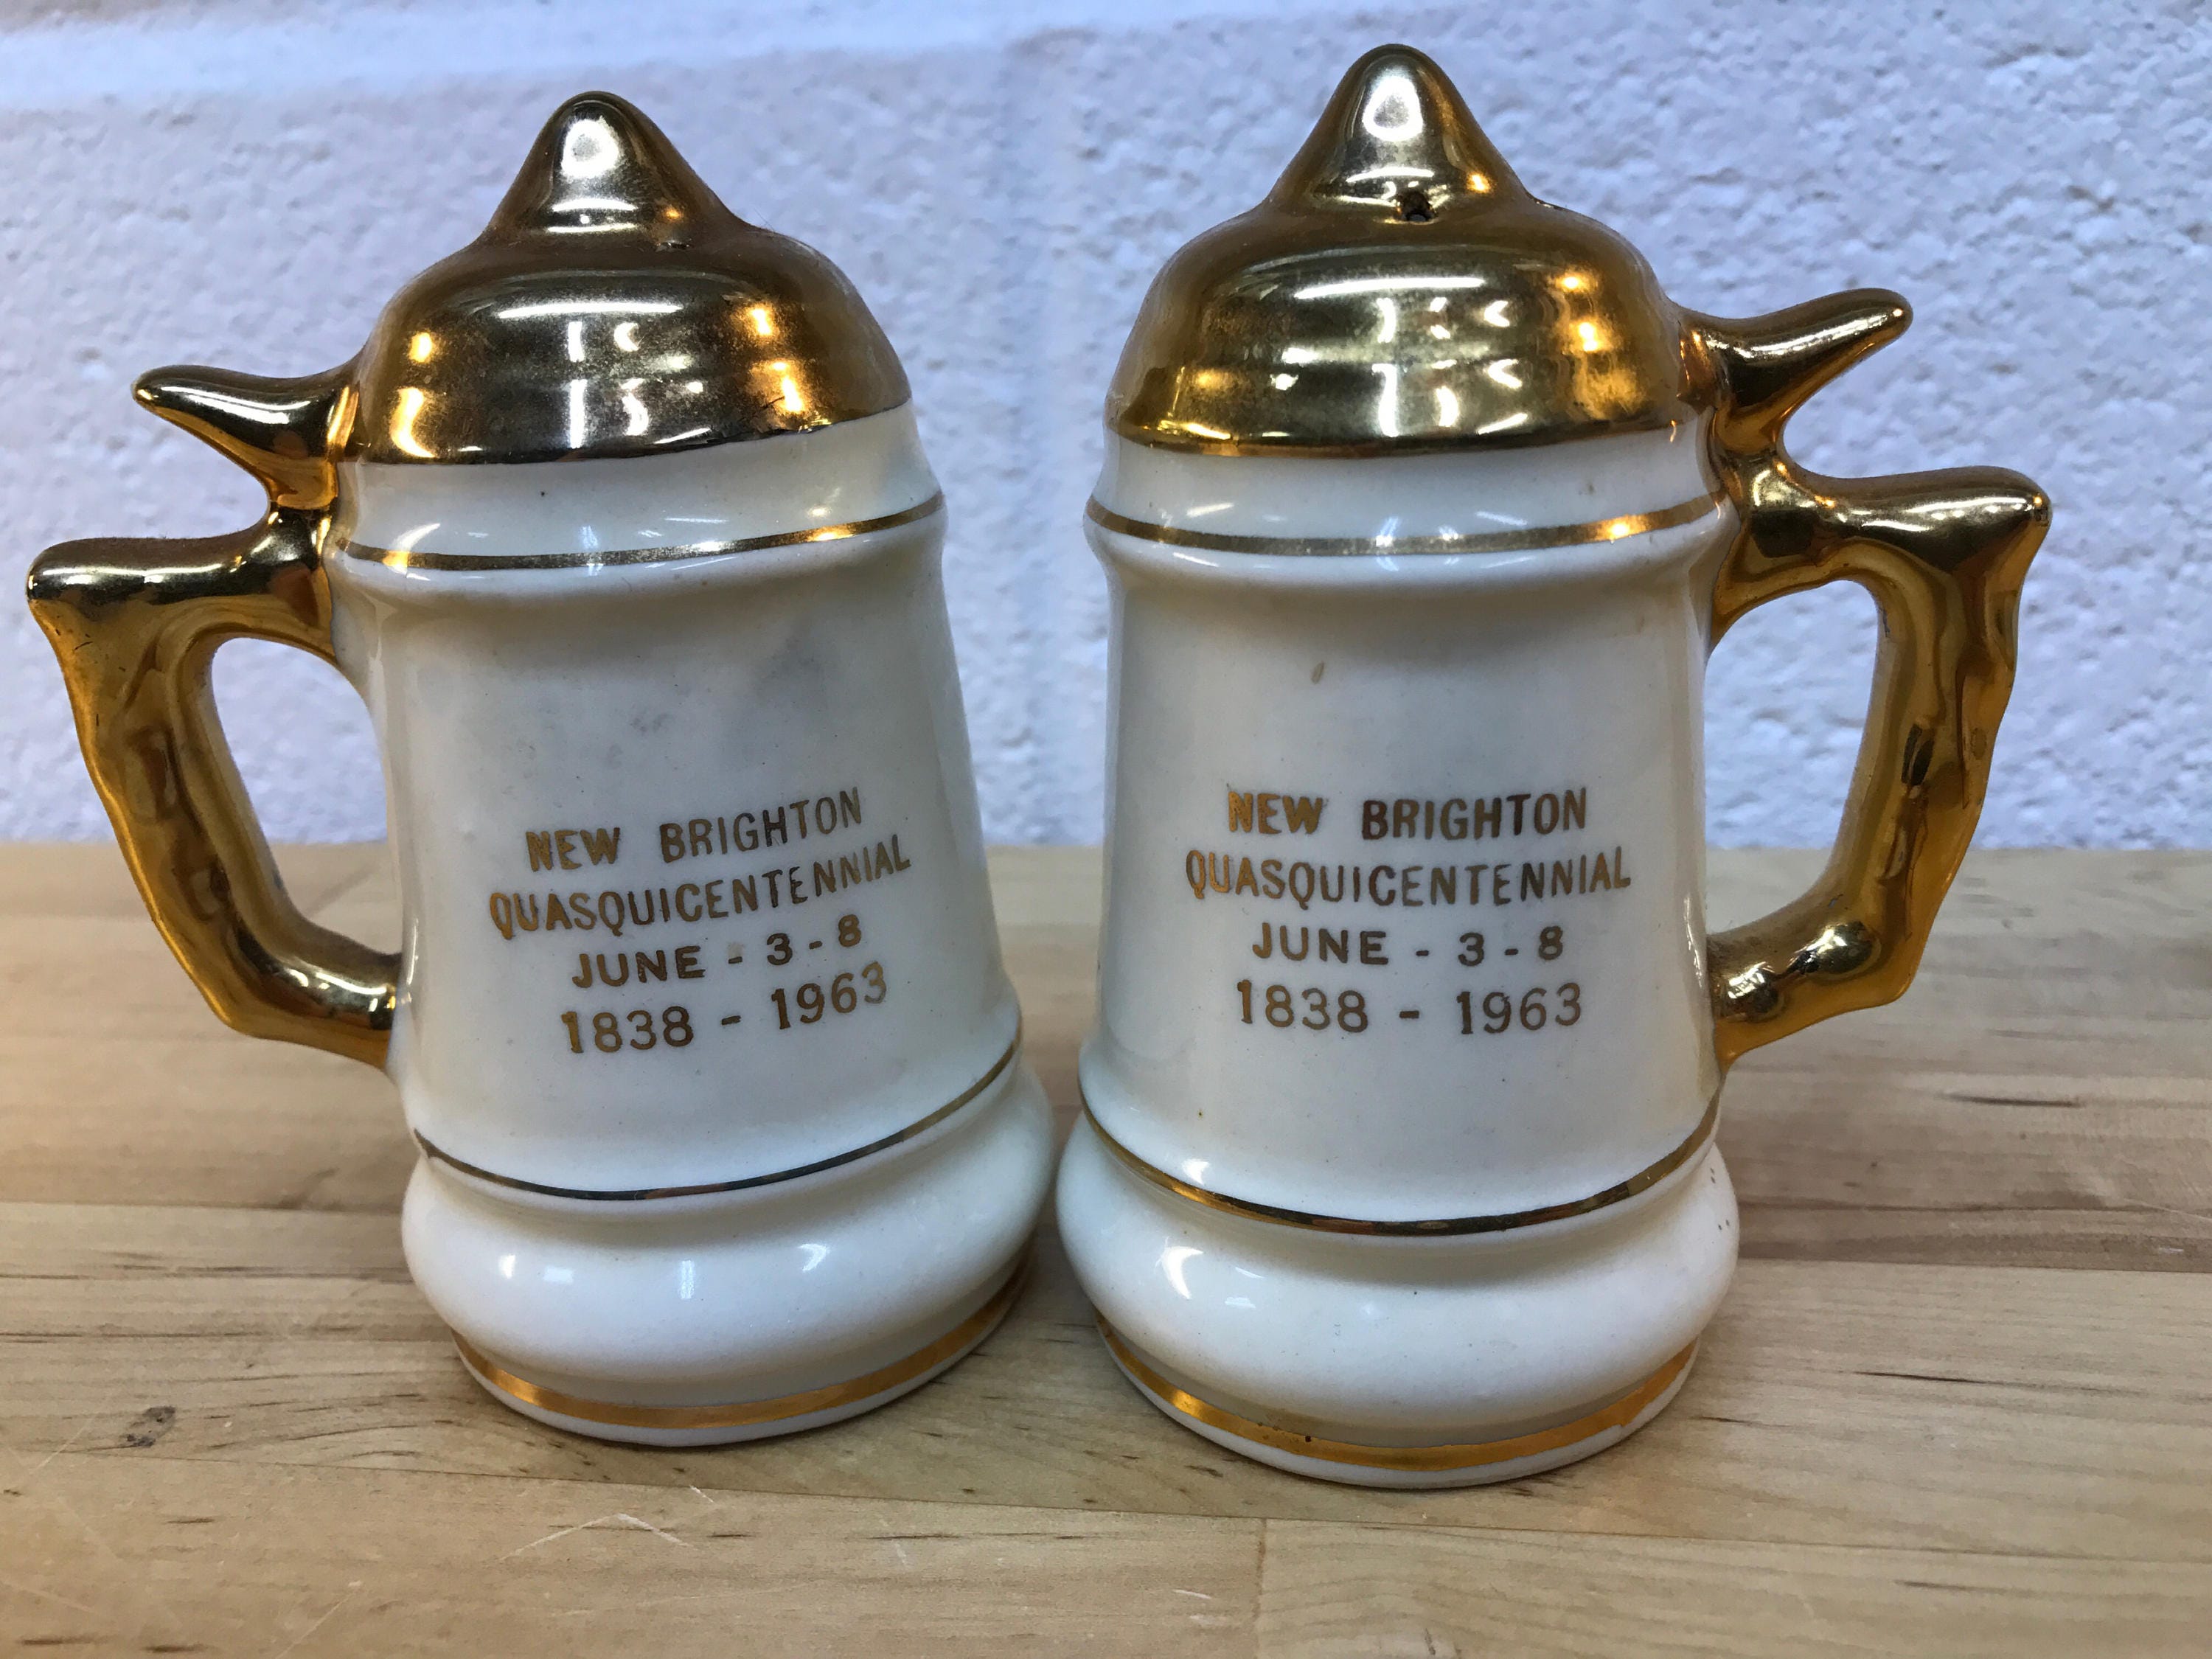 NEW BRIGHTON
QUASQUICENTENNIAL
JUNE - 3 - 8
1838 - 1963
NEW BRIGHTON
QUASQUICENTENNIAL
JUNE - 3 - 8
1838 - 1963